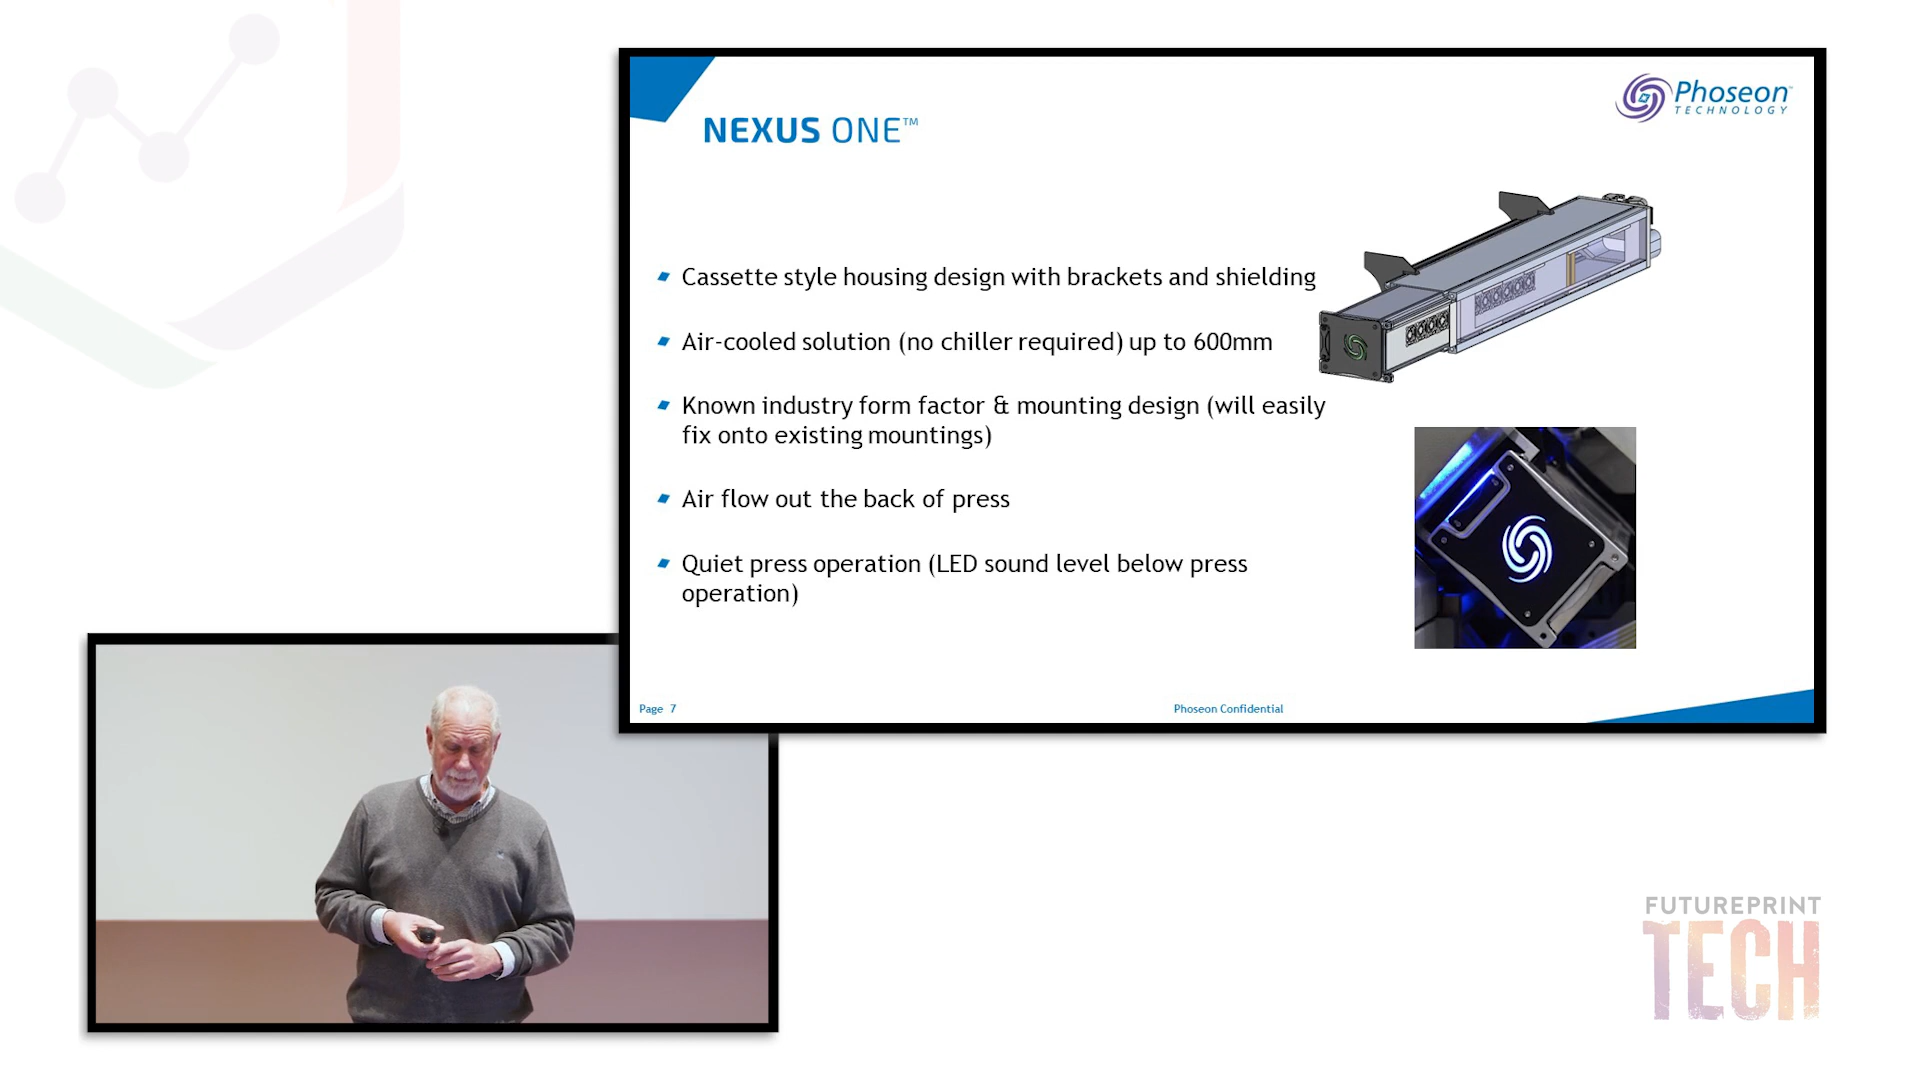 NEXUS ONE™
Phoseon™
TECHNOLOGY
Cassette style housing design with brackets and shielding
Air-cooled solution (no chiller required) up to 600mm
Known industry form factor & mounting design (will easily
fix onto existing mountings)
Air flow out the back of press
Quiet press operation (LED sound level below press
operation)
Page 7
Phoseon Confidential
FUTUREPRINT
TECH